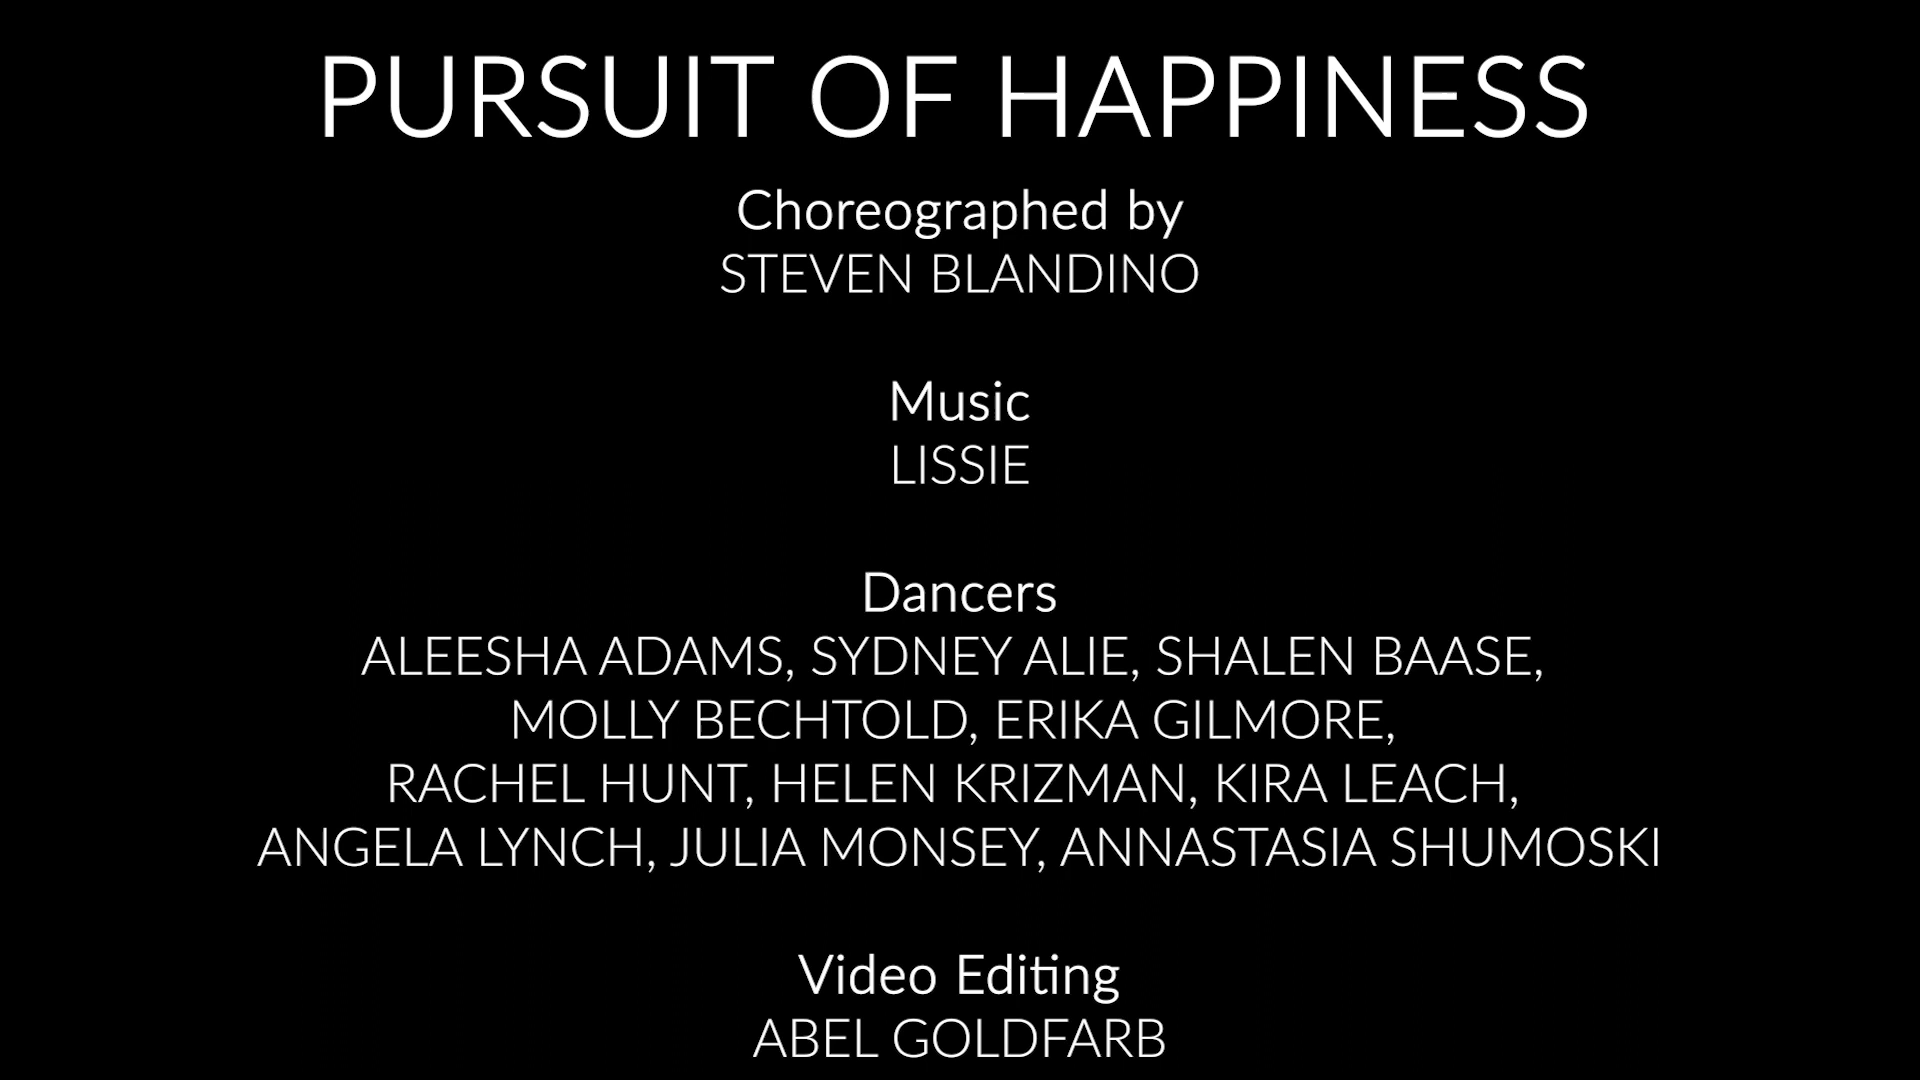 PURSUIT OF HAPPINESS
Choreographed by
STEVEN BLANDINO
Music
LISSIE
Dancers
ALEESHA ADAMS, SYDNEY ALIE, SHALEN BAASE,
MOLLY BECHTOLD, ERIKA GILMORE,
RACHEL HUNT, HELEN KRIZMAN, KIRA LEACH,
ANGELA LYNCH, JULIA MONSEY, ANNASTASIA SHUMOSKI
Video Editing
ABEL GOLDFARB